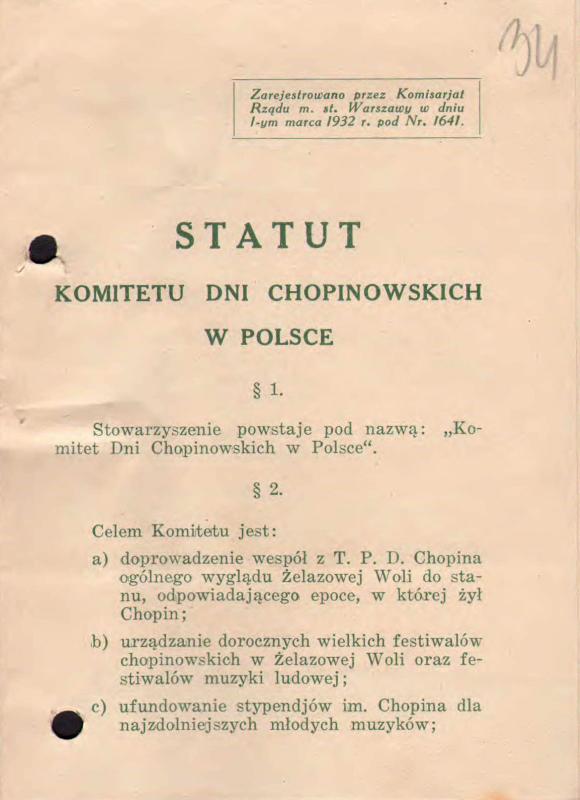 34
Zarejestrowano przez Komisarjat
Rządu m. st. Warszawy w dniu
1-ym marca 1932 r. pod Nr. 1641.
STATUT
KOMITETU DNI CHOPINOWSKICH
W POLSCE
§ 1.
Stowarzyszenie powstaje pod nazwą: „Ko-
mitet Dni Chopinowskich w Polsce“.
§ 2.
Celem Komitetu jest:
a) doprowadzenie wespół z T. P. D. Chopina
ogólnego wyglądu Żelazowej Woli do sta-
nu, odpowiadającego epoce, w której żył
Chopin;
b) urządzanie dorocznych wielkich festiwalów
chopinowskich w Żelazowej Woli oraz fe-
stiwalów muzyki ludowej;
c) ufundowanie stypendjów im. Chopina dla
najzdolniejszych młodych muzyków;